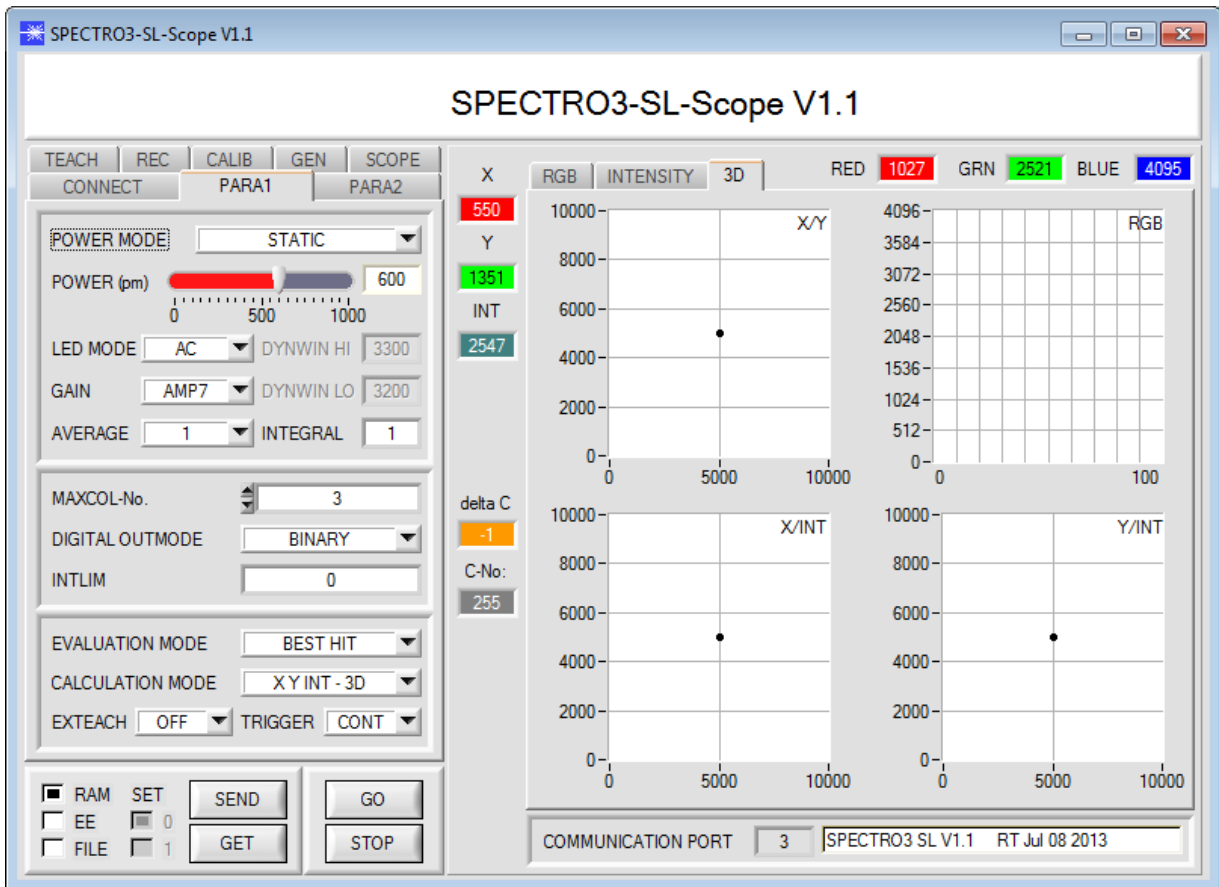 SPECTRO3-SL-Scope V1.1
SPECTRO3-SL-Scope V1.1
TEACH REC CALIB GEN SCOPE
CONNECT PARA1 PARA2
POWER MODE STATIC
POWER (pm) 600
0 500 1000
LED MODE AC DYNWIN HI 3300
GAIN AMP7 DYNWIN LO 3200
AVERAGE 1 INTEGRAL 1
MAXCOL-No. 3
DIGITAL OUTMODE BINARY
INTLIM 0
EVALUATION MODE BEST HIT
CALCULATION MODE X Y INT - 3D
EXTEACH OFF TRIGGER CONT
RAM SET SEND GO
EE 0
FILE 1 GET STOP
X
550
Y
1351
INT
2547
delta C
-1
C-No:
255
RGB INTENSITY 3D RED 1027 GRN 2521 BLUE 4095
X/Y
10000
8000
6000
4000
2000
0
0 5000 10000
RGB
4096
3584
3072
2560
2048
1536
1024
512
0
0 100
X/INT
10000
8000
6000
4000
2000
0
0 5000 10000
Y/INT
10000
8000
6000
4000
2000
0
0 5000 10000
COMMUNICATION PORT 3 SPECTRO3 SL V1.1 RT Jul 08 2013